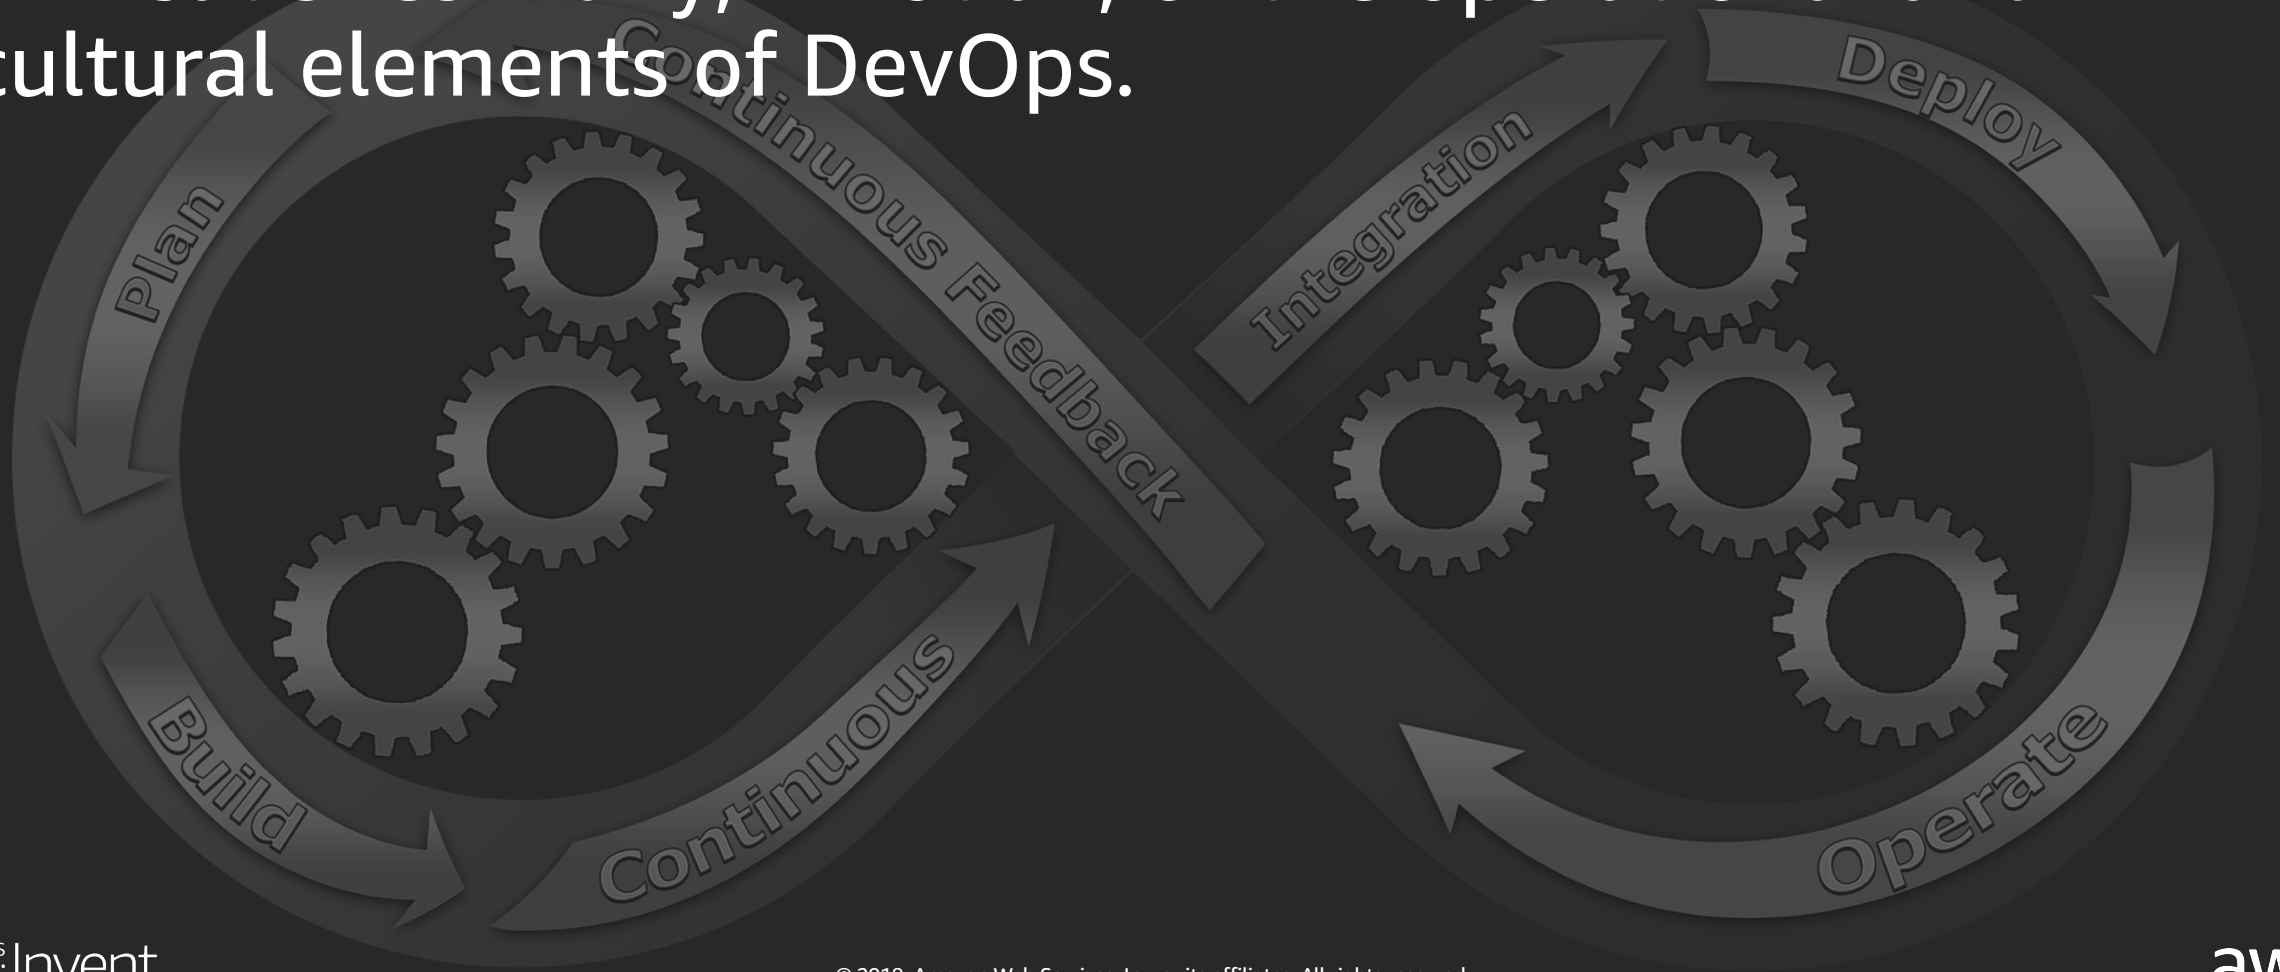 cultural elements of DevOps.
Continuous Feedback
Plan
Build
Continuous
Integration
Deploy
Operate
Invent